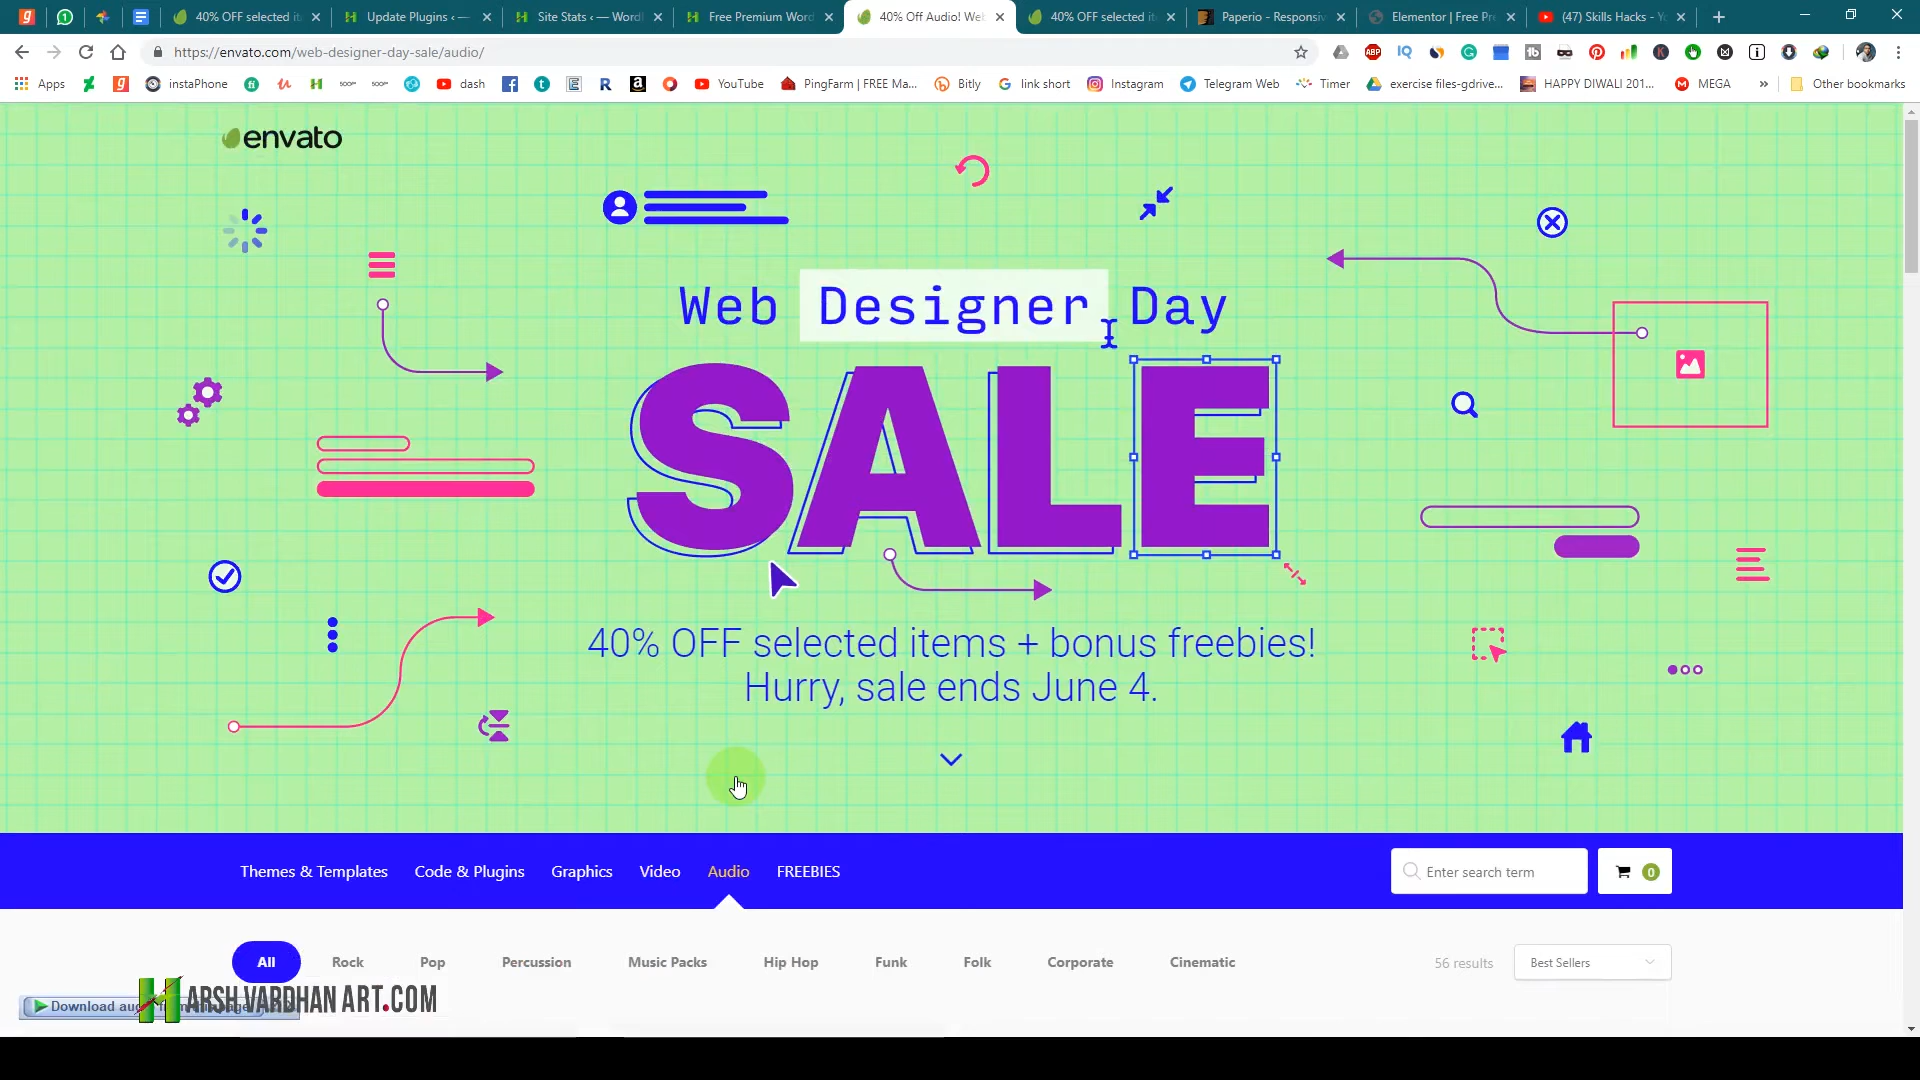 40% OFF selected it
Update Plugins ‹ —
Site Stats ‹ — Word
Free Premium Word
40% Off Audio! Web
40% OFF selected it
Paperio - Responsiv
Elementor | Free Pr
(47) Skills Hacks - Yo
https://envato.com/web-designer-day-sale/audio/
Apps
instaPhone
dash
YouTube
PingFarm | FREE Ma...
Bitly
link short
Instagram
Telegram Web
Timer
exercise files-gdrive...
HAPPY DIWALI 201...
MEGA
Other bookmarks
envato
Web Designer Day
SALE
40% OFF selected items + bonus freebies!
Hurry, sale ends June 4.
Themes & Templates
Code & Plugins
Graphics
Video
Audio
FREEBIES
Enter search term
0
All
Rock
Pop
Percussion
Music Packs
Hip Hop
Funk
Folk
Corporate
Cinematic
56 results
Best Sellers
HARSH VARDHAN ART.COM
Download